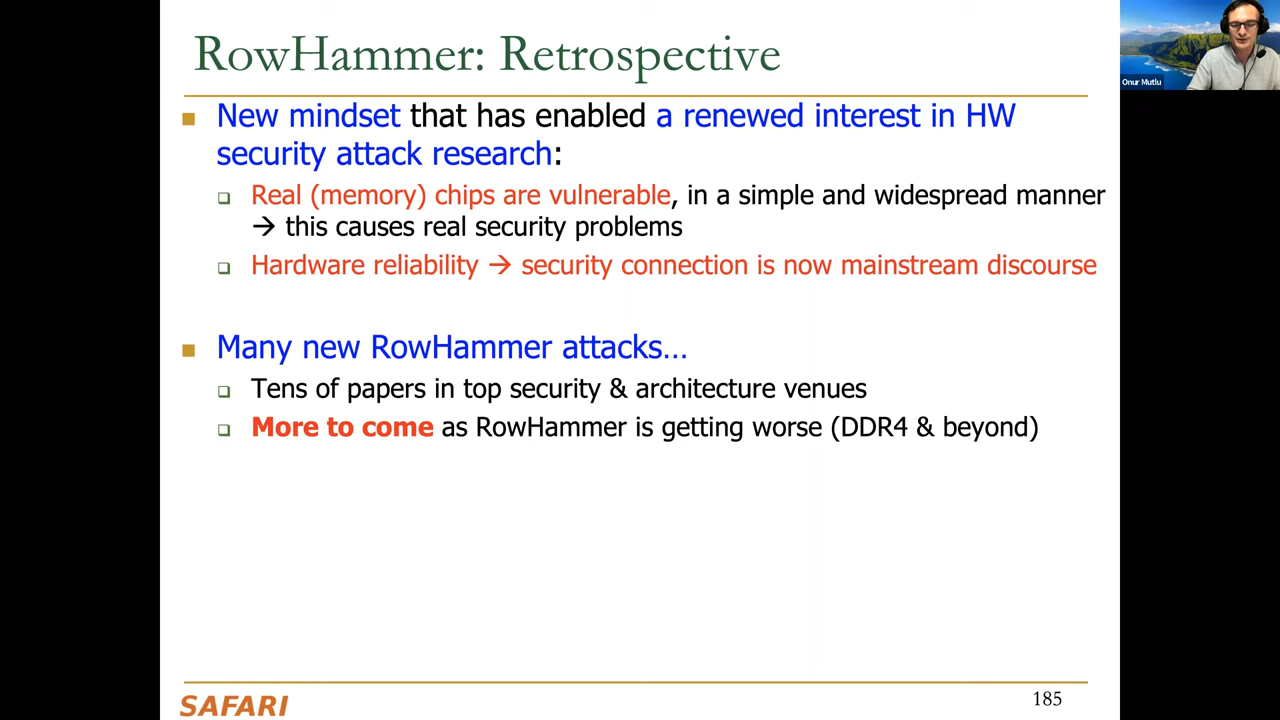 RowHammer: Retrospective
■ New mindset that has enabled a renewed interest in HW
security attack research:
❑ Real (memory) chips are vulnerable, in a simple and widespread manner
→ this causes real security problems
❑ Hardware reliability → security connection is now mainstream discourse
■ Many new RowHammer attacks…
❑ Tens of papers in top security & architecture venues
❑ More to come as RowHammer is getting worse (DDR4 & beyond)
SAFARI
185
Onur Mutlu